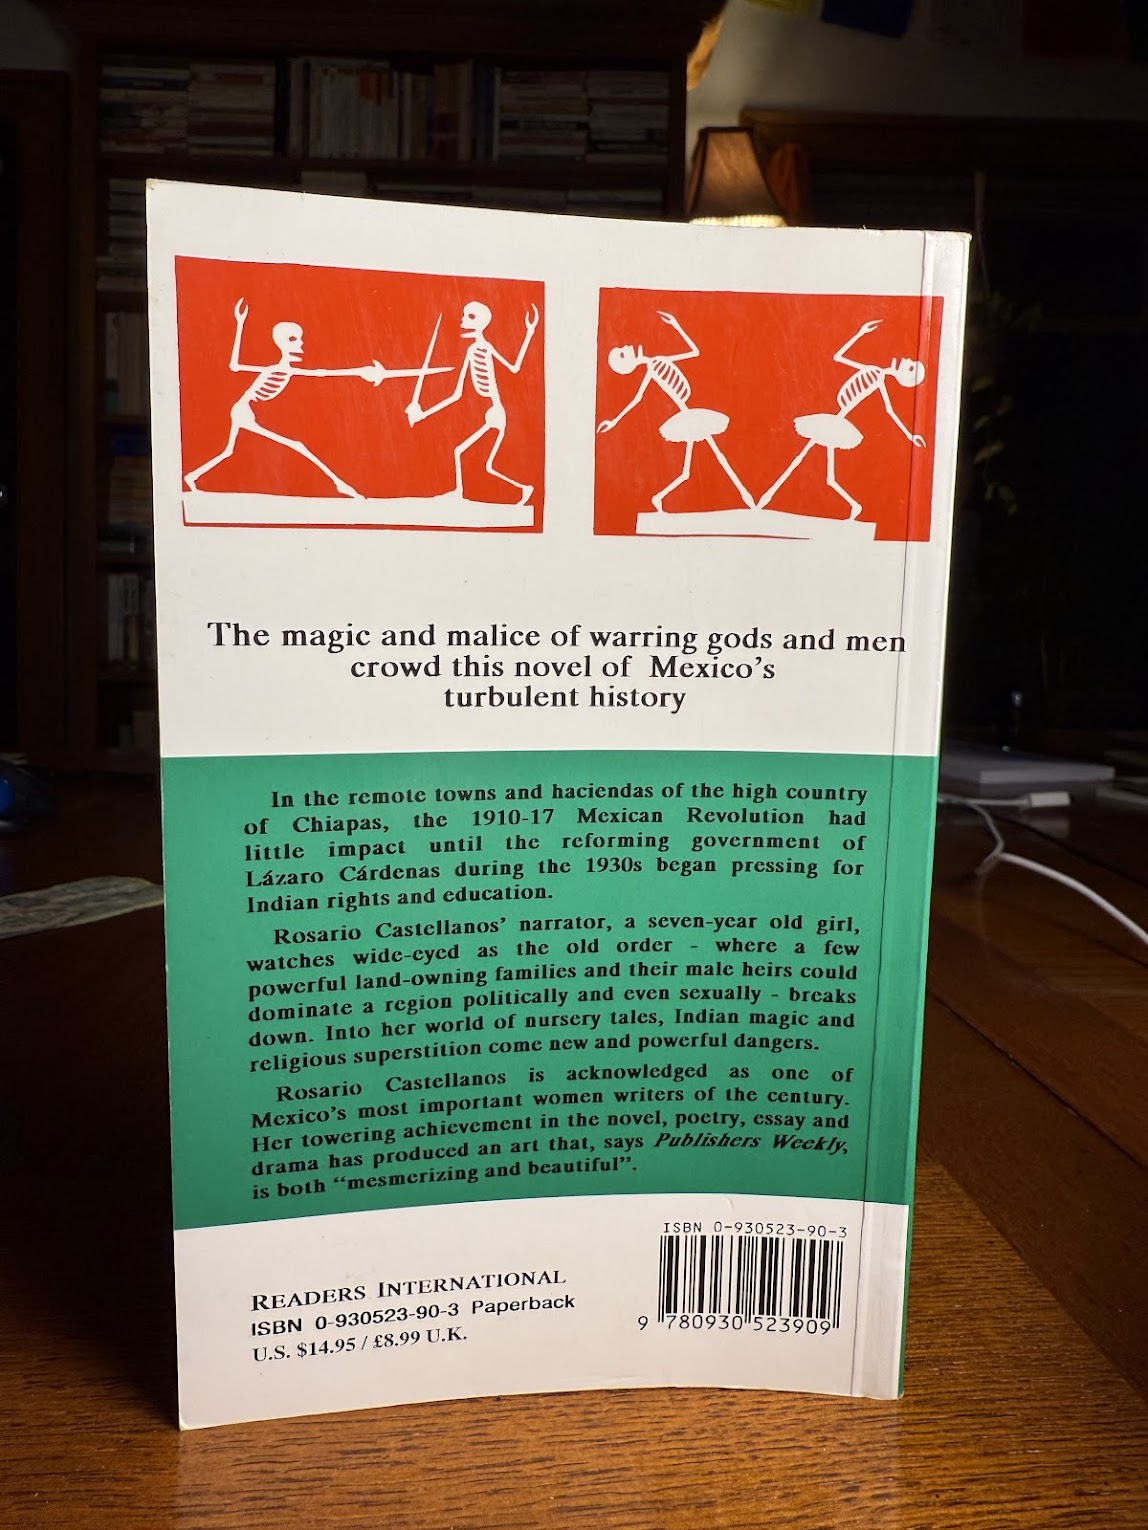 The magic and malice of warring gods and men
crowd this novel of Mexico's
turbulent history
In the remote towns and haciendas of the high country
of Chiapas, the 1910-17 Mexican Revolution had
little impact until the reforming government of
Lázaro Cárdenas during the 1930s began pressing for
Indian rights and education.
Rosario Castellanos' narrator, a seven-year old girl,
watches wide-eyed as the old order - where a few
powerful land-owning families and their male heirs could
dominate a region politically and even sexually - breaks
down. Into her world of nursery tales, Indian magic and
religious superstition come new and powerful dangers.
Rosario Castellanos is acknowledged as one of
Mexico's most important women writers of the century.
Her towering achievement in the novel, poetry, essay and
drama has produced an art that, says Publishers Weekly,
is both "mesmerizing and beautiful".
ISBN 0-930523-90-3
9 780930 523909
READERS INTERNATIONAL
ISBN 0-930523-90-3 Paperback
U.S. $14.95 / £8.99 U.K.